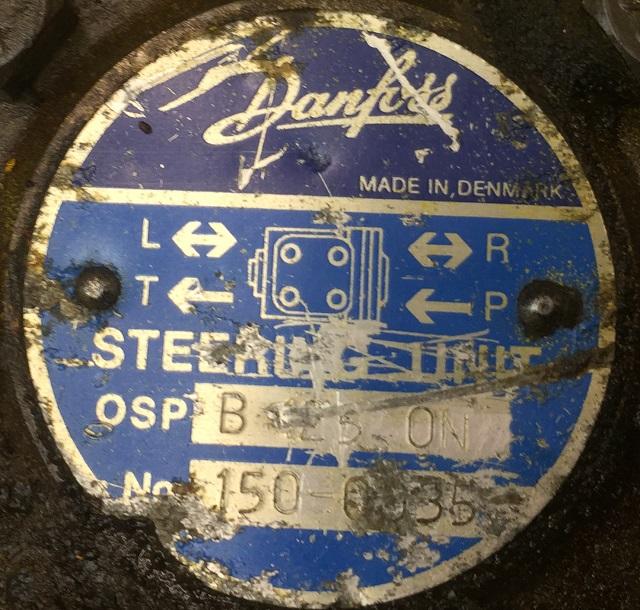 Danfoss
MADE IN DENMARK
L R
T P
STEERING UNIT
OSP B ON
No 150-